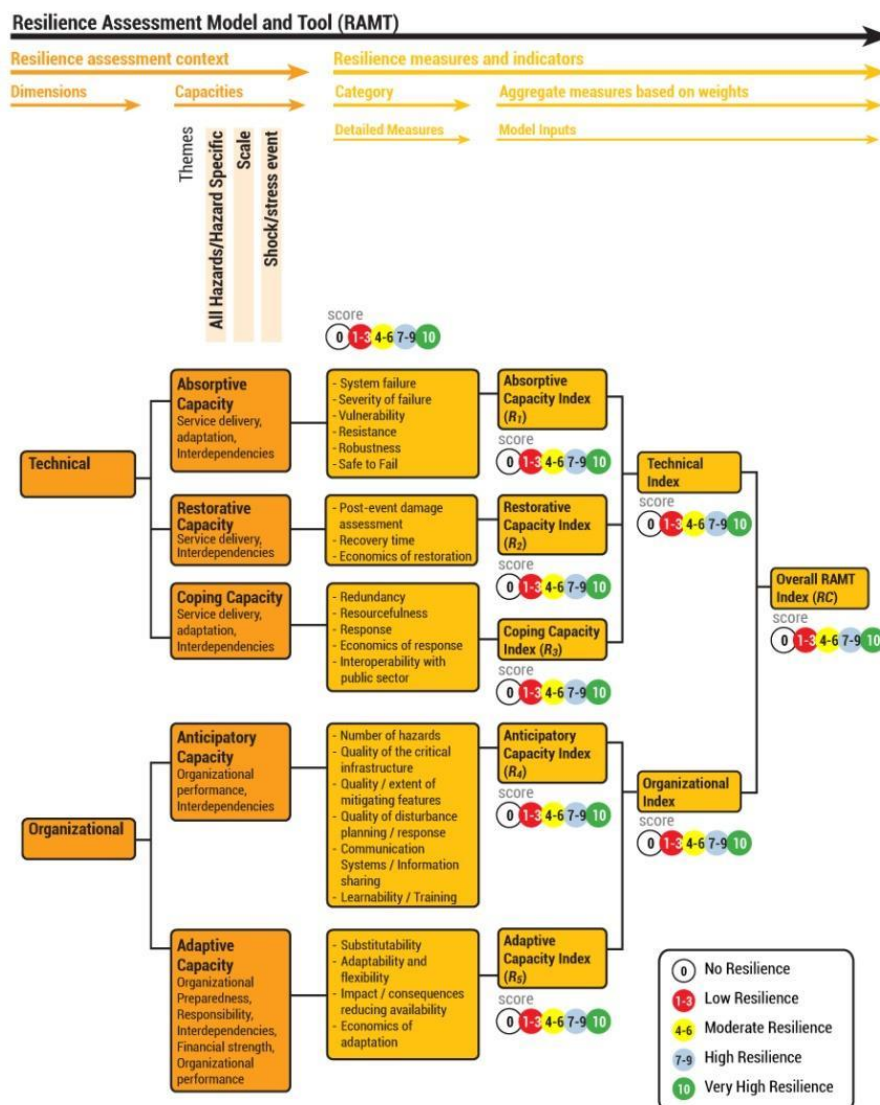 Resilience Assessment Model and Tool (RAMT)
Resilience assessment context
Resilience measures and indicators
Dimensions
Capacities
Category
Aggregate measures based on weights
Detailed Measures
Model Inputs
Themes
All Hazards/Hazard Specific
Scale
Shock/stress event
score
0 1-3 4-6 7-9 10
Technical
Absorptive
Capacity
Service delivery,
adaptation,
Interdependencies
- System failure
- Severity of failure
- Vulnerability
- Resistance
- Robustness
- Safe to Fail
Absorptive
Capacity Index
(R1)
score
0 1-3 4-6 7-9 10
Restorative
Capacity
Service delivery,
Interdependencies
- Post-event damage
assessment
- Recovery time
- Economics of restoration
Restorative
Capacity Index
(R2)
score
0 1-3 4-6 7-9 10
Coping Capacity
Service delivery,
adaptation,
Interdependencies
- Redundancy
- Resourcefulness
- Response
- Economics of response
- Interoperability with
public sector
Coping Capacity
Index (R3)
score
0 1-3 4-6 7-9 10
Technical
Index
score
0 1-3 4-6 7-9 10
Overall RAMT
Index (RC)
score
0 1-3 4-6 7-9 10
Organizational
Anticipatory
Capacity
Organizational
performance,
Interdependencies
- Number of hazards
- Quality of the critical
infrastructure
- Quality / extent of
mitigating features
- Quality of disturbance
planning / response
- Communication
Systems / Information
sharing
- Learnability / Training
Anticipatory
Capacity Index
(R4)
score
0 1-3 4-6 7-9 10
Organizational
Index
score
0 1-3 4-6 7-9 10
Adaptive
Capacity
Organizational
Preparedness,
Responsibility,
Interdependencies,
Financial strength,
Organizational
performance
- Substitutability
- Adaptability and
flexibility
- Impact / consequences
reducing availability
- Economics of
adaptation
Adaptive
Capacity Index
(R5)
score
0 1-3 4-6 7-9 10
0 No Resilience
1-3 Low Resilience
4-6 Moderate Resilience
7-9 High Resilience
10 Very High Resilience